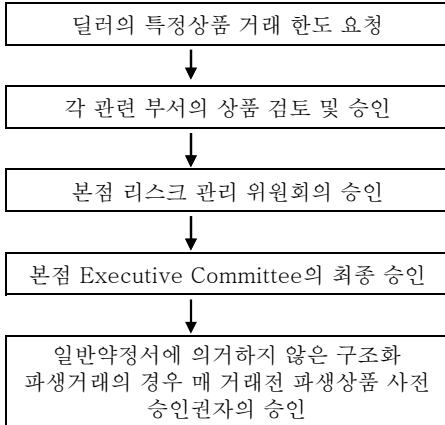 딜러의 특정상품 거래 한도 요청
각 관련 부서의 상품 검토 및 승인
본점 리스크 관리 위원회의 승인
본점 Executive Committee의 최종 승인
일반약정서에 의거하지 않은 구조화
파생거래의 경우 매 거래전 파생상품 사전
승인권자의 승인